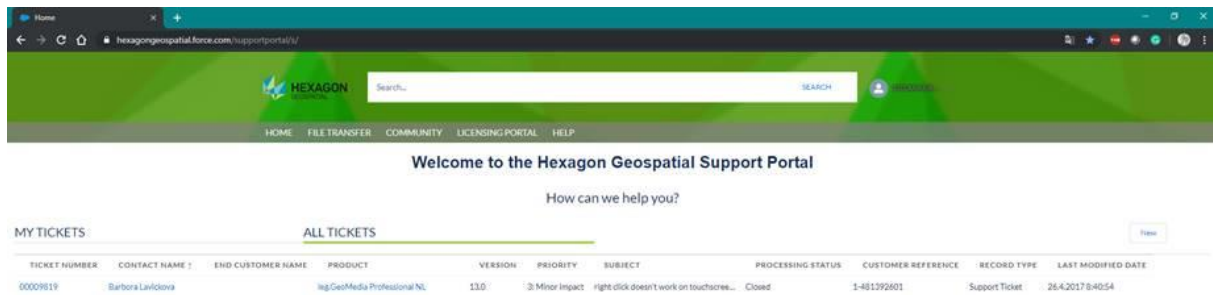 Home
hexagongeospatial.force.com/supportportal/s/
HEXAGON
GEOSPATIAL
Search...
SEARCH
HOME FILE TRANSFER COMMUNITY LICENSING PORTAL HELP
Welcome to the Hexagon Geospatial Support Portal
How can we help you?
MY TICKETS ALL TICKETS
New
TICKET NUMBER CONTACT NAME ↑ END CUSTOMER NAME PRODUCT VERSION PRIORITY SUBJECT PROCESSING STATUS CUSTOMER REFERENCE RECORD TYPE LAST MODIFIED DATE
00009819 Barbora Lavickova Ing.GeoMedia Professional NL 13.0 3: Minor Impact right click doesn't work on touchscree... Closed 1-481392601 Support Ticket 26.4.2017 8:40:54